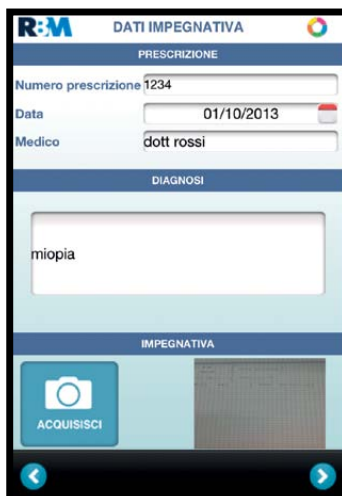 RBM DATI IMPEGNATIVA
PRESCRIZIONE
Numero prescrizione 1234
Data 01/10/2013
Medico dott rossi
DIAGNOSI
miopia
IMPEGNATIVA
ACQUISISCI